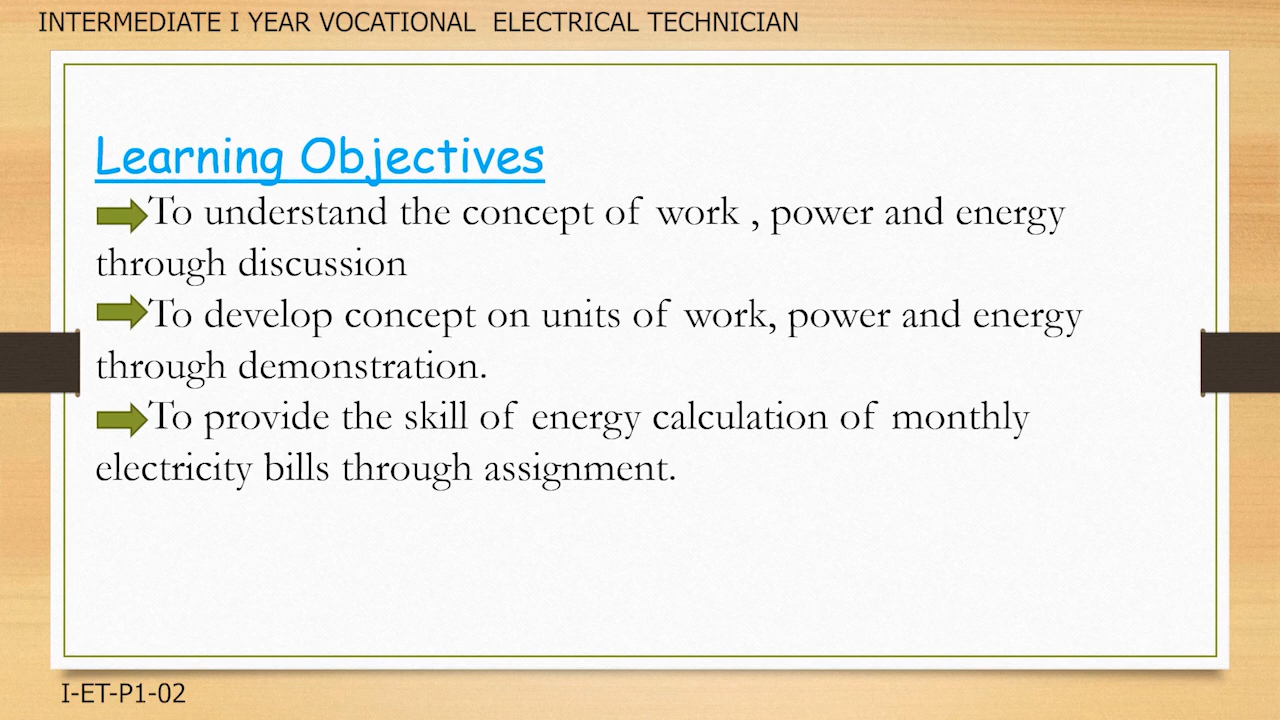 INTERMEDIATE I YEAR VOCATIONAL  ELECTRICAL TECHNICIAN
Learning Objectives
To understand the concept of work , power and energy
through discussion
To develop concept on units of work, power and energy
through demonstration.
To provide the skill of energy calculation of monthly
electricity bills through assignment.
I-ET-P1-02